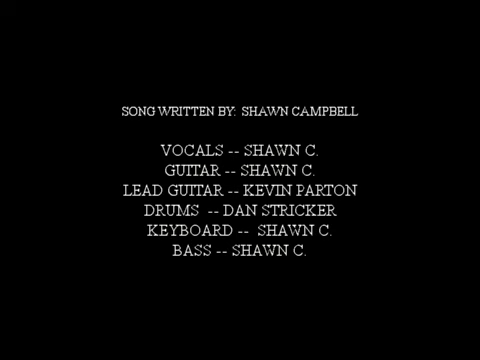 SONG WRITTEN BY: SHAWN CAMPBELL
VOCALS -- SHAWN C.
GUITAR -- SHAWN C.
LEAD GUITAR -- KEVIN PARTON
DRUMS -- DAN STRICKER
KEYBOARD -- SHAWN C.
BASS -- SHAWN C.